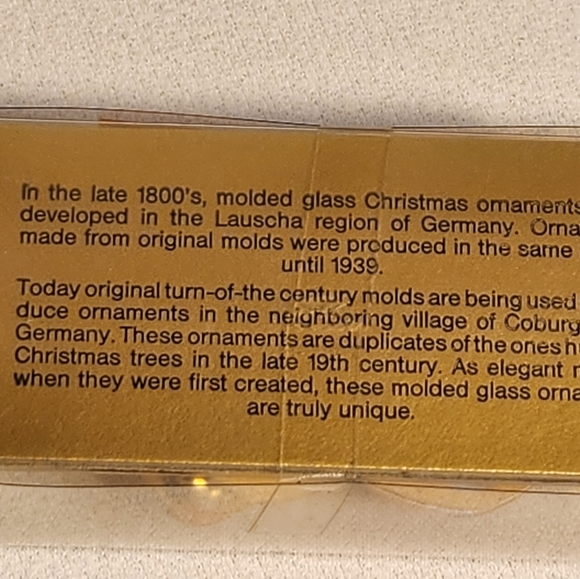 In the late 1800's, molded glass Christmas ornaments
developed in the Lauscha region of Germany. Orna
made from original molds were produced in the same
until 1939.
Today original turn-of-the century molds are being used
duce ornaments in the neighboring village of Coburg
Germany. These ornaments are duplicates of the ones h
Christmas trees in the late 19th century. As elegant
when they were first created, these molded glass orna
are truly unique.